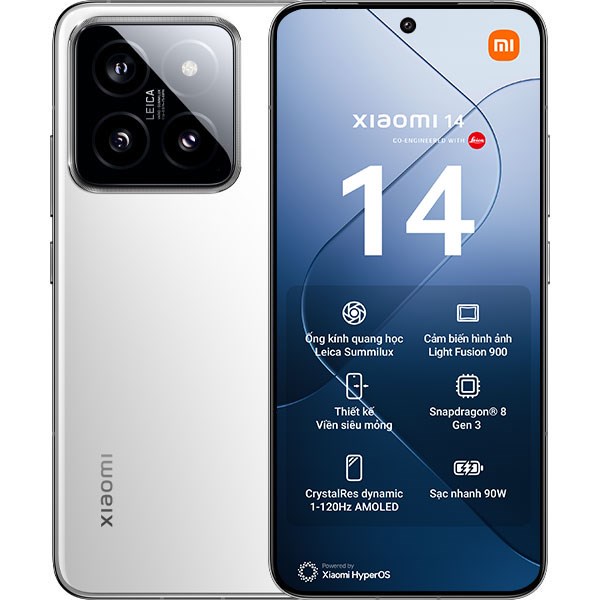 LEICA
xiaomi
XIAOMI 14
CO-ENGINEERED WITH Leica
14
Ống kính quang học
Leica Summilux
Cảm biến hình ảnh
Light Fusion 900
Thiết kế
Viền siêu mỏng
Snapdragon® 8
Gen 3
CrystalRes dynamic
1-120Hz AMOLED
Sạc nhanh 90W
Powered by
Xiaomi HyperOS